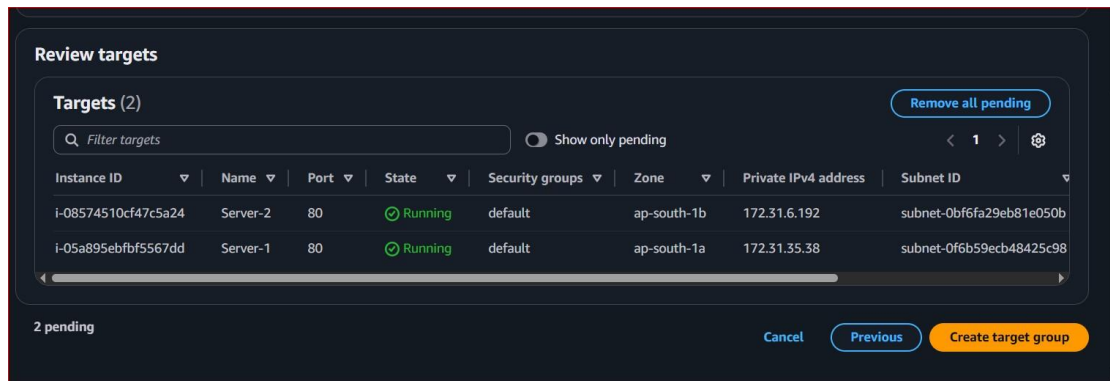 Review targets
Targets (2)
Remove all pending
Filter targets
Show only pending
1
Instance ID Name Port State Security groups Zone Private IPv4 address Subnet ID
i-08574510cf47c5a24 Server-2 80 Running default ap-south-1b 172.31.6.192 subnet-0bf6fa29eb81e050b
i-05a895ebfbf5567dd Server-1 80 Running default ap-south-1a 172.31.35.38 subnet-0f6b59ecb48425c98
2 pending
Cancel Previous Create target group